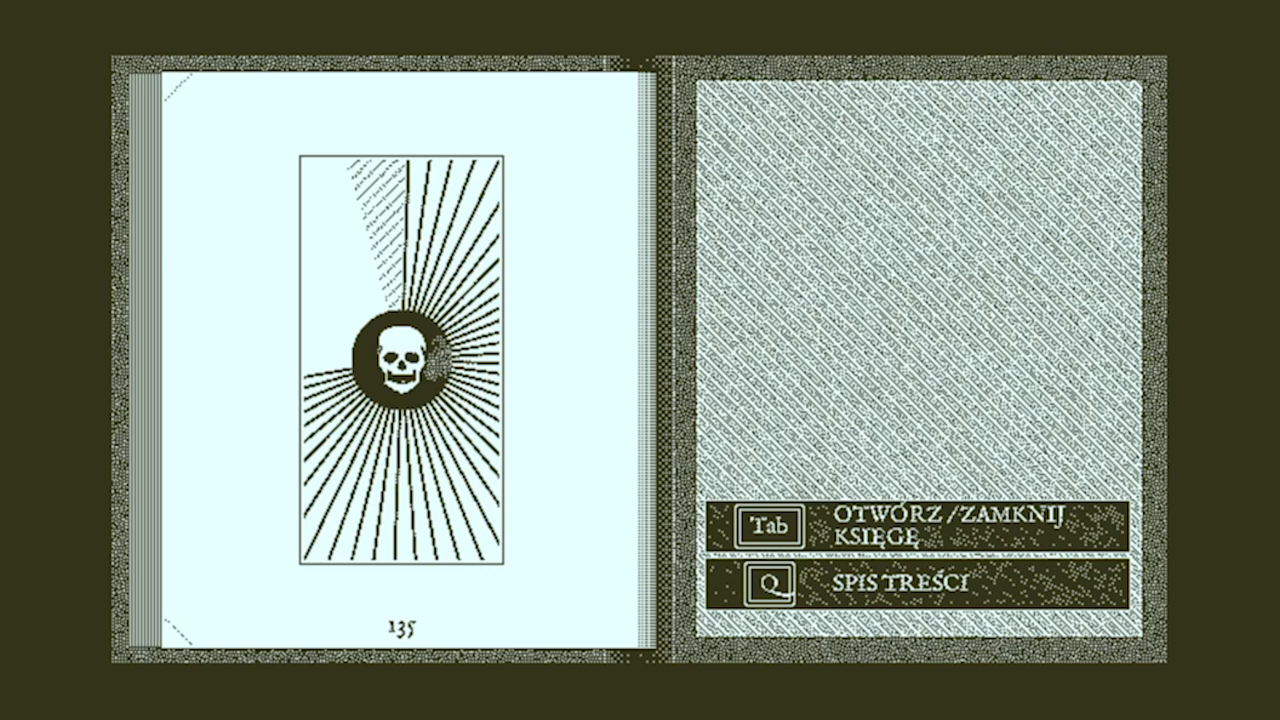 135
Tab
OTWÓRZ / ZAMKNIJ
KSIĘGĘ
Q
SPIS TREŚCI